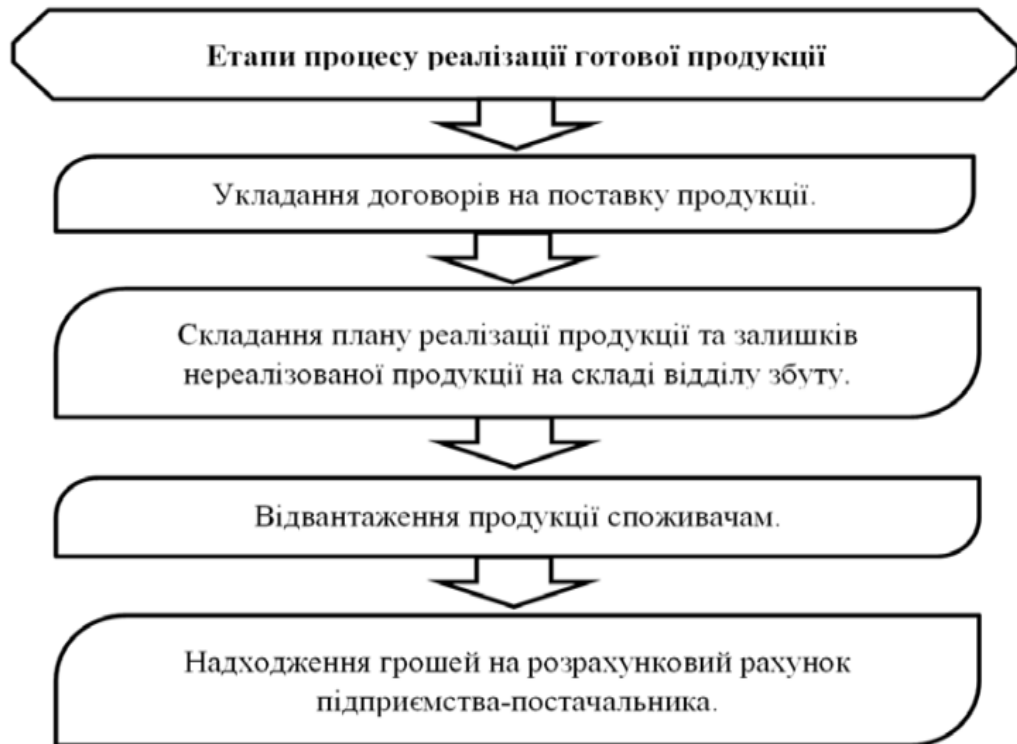 Етапи процесу реалізації готової продукції
Укладання договорів на поставку продукції.
Складання плану реалізації продукції та залишків
нереалізованої продукції на складі відділу збуту.
Відвантаження продукції споживачам.
Надходження грошей на розрахунковий рахунок
підприємства-постачальника.